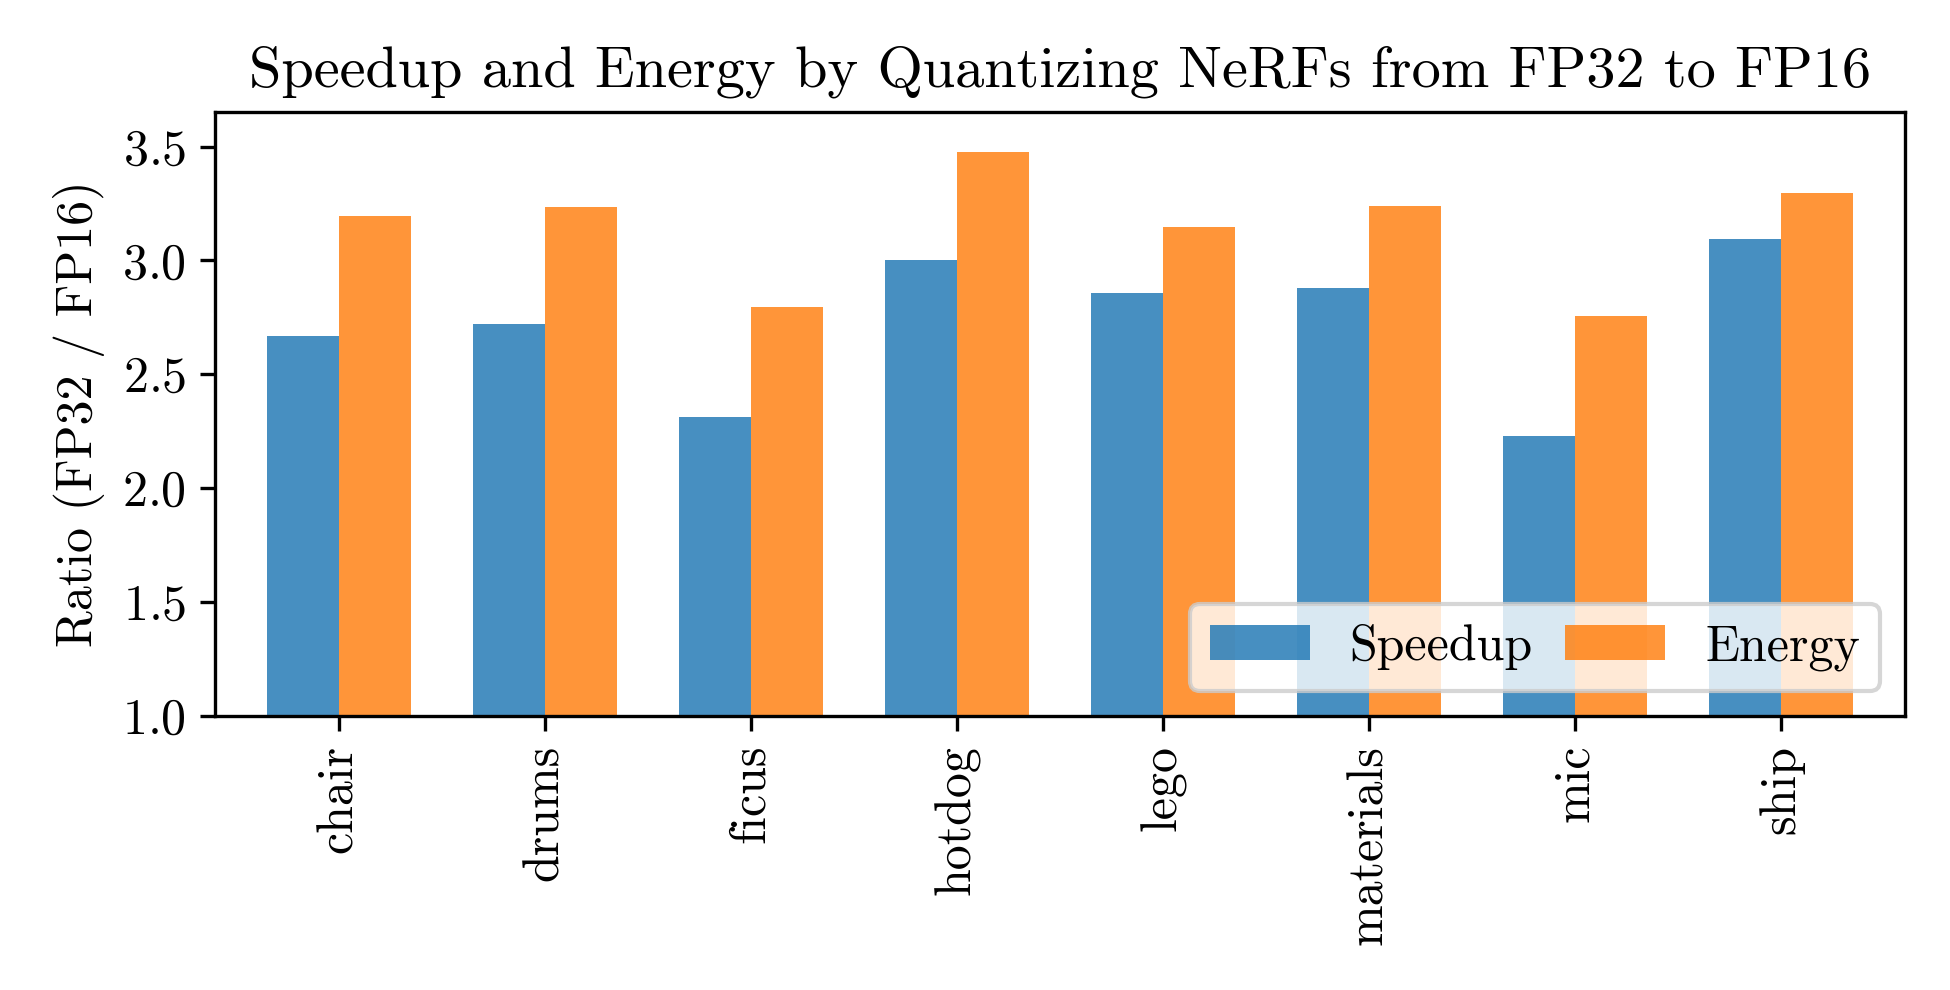 Speedup and Energy by Quantizing NeRFs from FP32 to FP16
Ratio (FP32 / FP16)
3.5
3.0
2.5
2.0
1.5
1.0
Speedup
Energy
chair
drums
ficus
hotdog
lego
materials
mic
ship